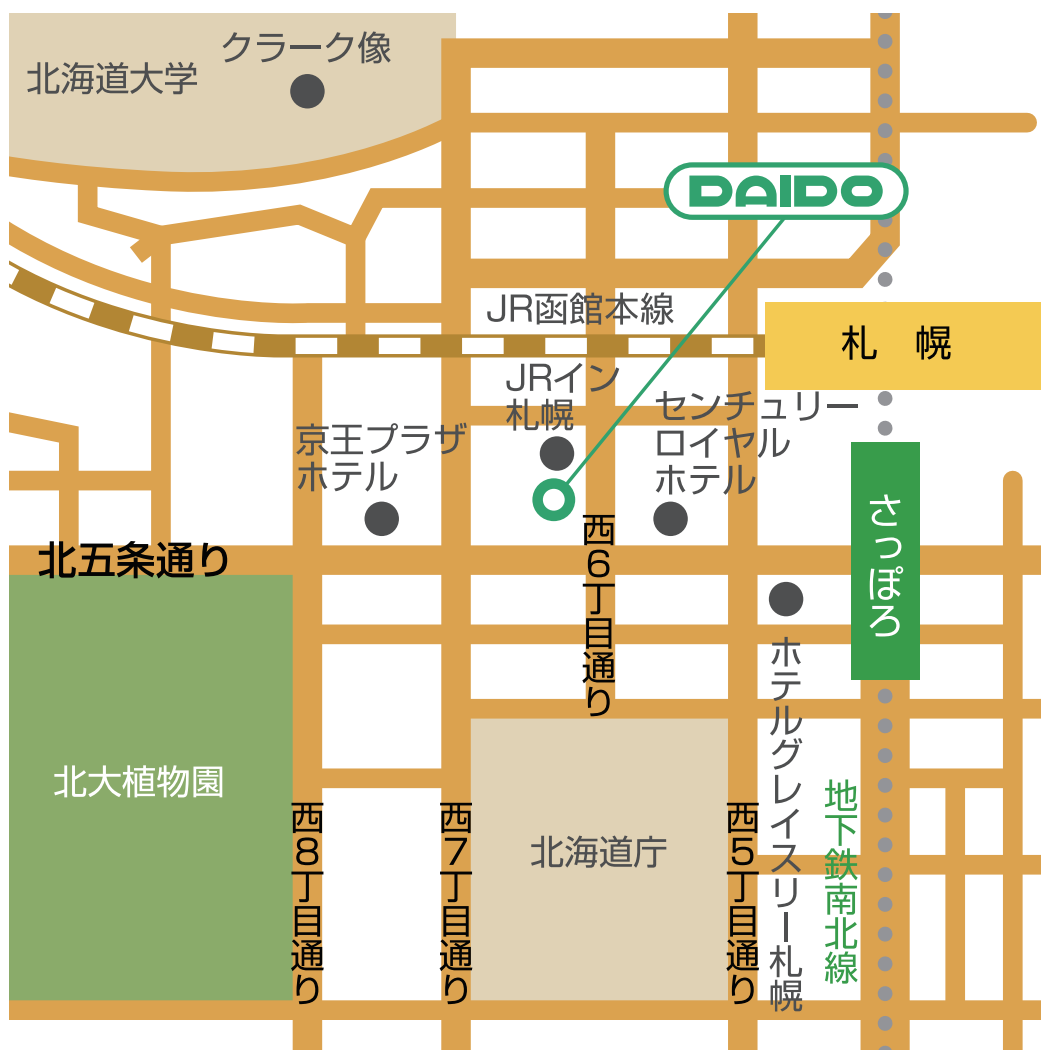 クラーク像
北海道大学
DAIDO
JR函館本線
札　幌
JRイン
札幌
センチュリー
ロイヤル
ホテル
京王プラザ
ホテル
さっぽろ
西6丁目通り
北五条通り
ホテルグレイスリー札幌
北大植物園
地下鉄南北線
西8丁目通り
西7丁目通り
北海道庁
西5丁目通り